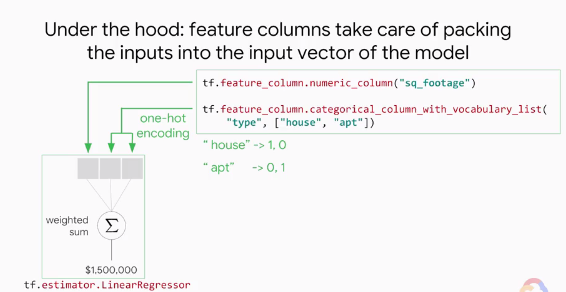 Under the hood: feature columns take care of packing
the inputs into the input vector of the model
tf.feature_column.numeric_column("sq_footage")
tf.feature_column.categorical_column_with_vocabulary_list(
"type", ["house", "apt"])
one-hot
encoding
“ house” -> 1, 0
“ apt” -> 0, 1
weighted
sum
Σ
$1,500,000
tf.estimator.LinearRegressor